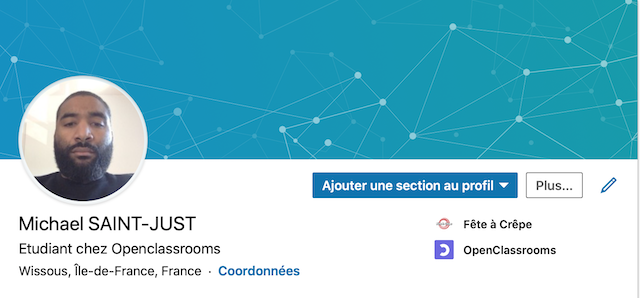 Ajouter une section au profil
Plus...
Michael SAINT-JUST
Etudiant chez Openclassrooms
Wissous, Île-de-France, France · Coordonnées
Fête à Crêpe
OpenClassrooms